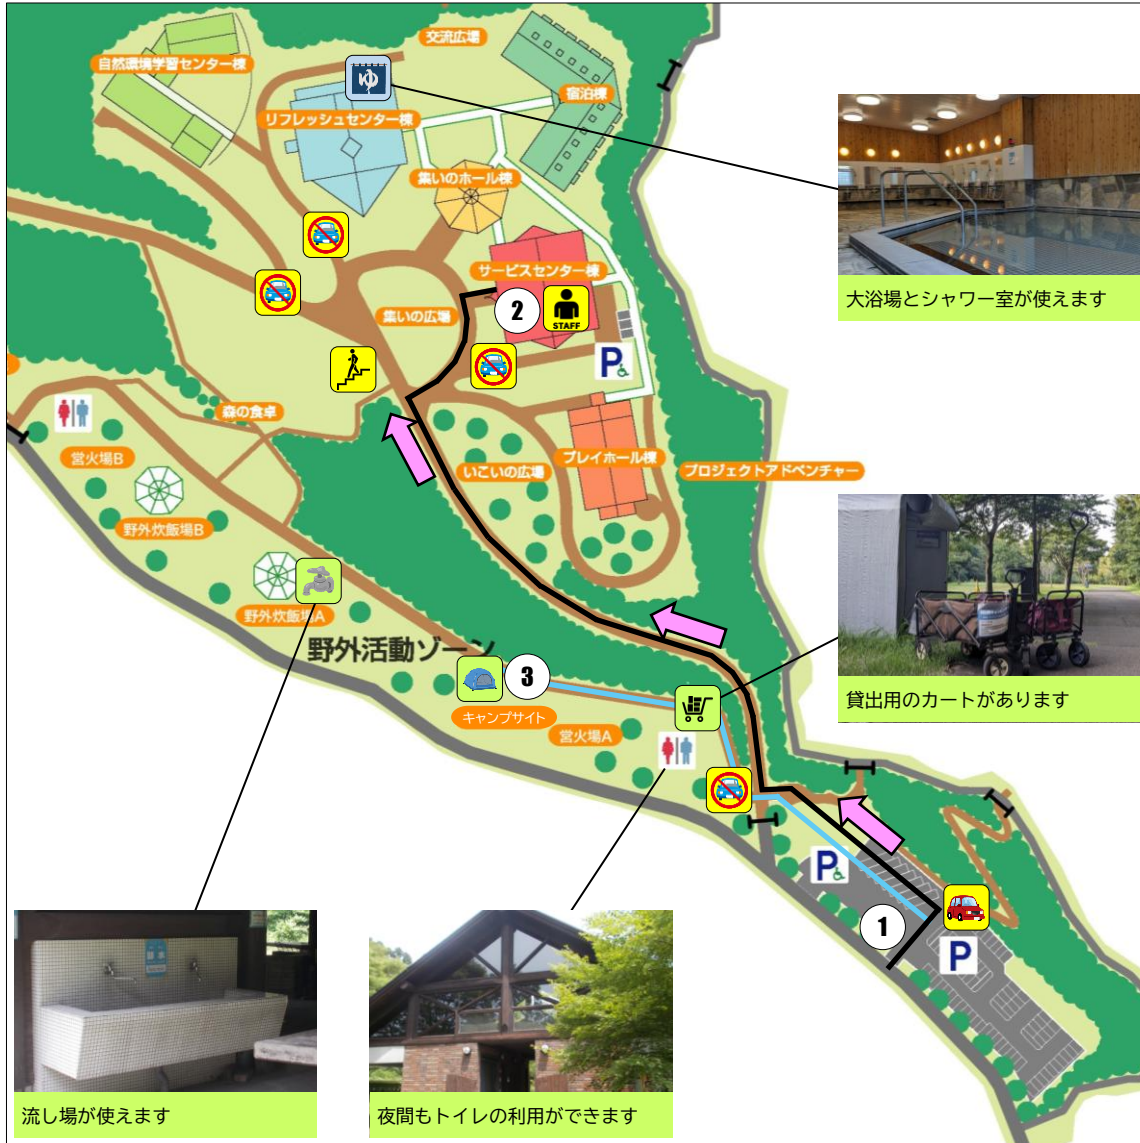 交流広場
自然環境学習センター棟
ゆ
宿泊棟
リフレッシュセンター棟
集いのホール棟
大浴場とシャワー室が使えます
サービスセンター棟
集いの広場
2
STAFF
P
森の食卓
営火場B
いこいの広場
プレイホール棟
プロジェクトアドベンチャー
野外炊飯場B
野外炊飯場A
野外活動ゾーン
3
キャンプサイト
営火場A
貸出用のカートがあります
P
1
P
流し場が使えます
夜間もトイレの利用ができます